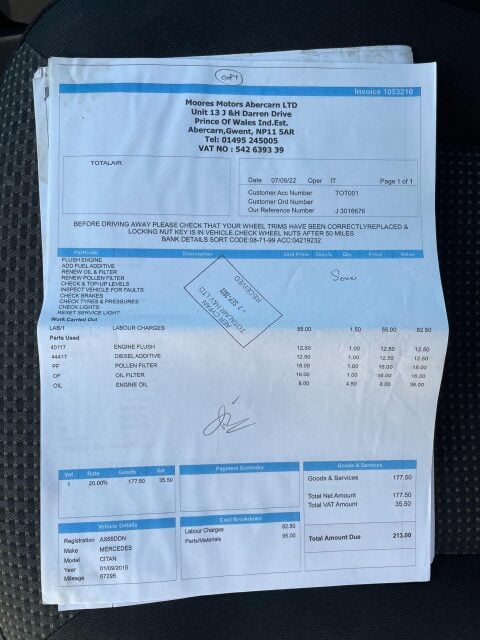 COPY
Invoice 1053210
Moores Motors Abercarn LTD
Unit 13 J &H Darren Drive
Prince Of Wales Ind.Est.
Abercarn,Gwent, NP11 5AR
Tel: 01495 245005
VAT NO : 542 6393 39
TOTALAIR
Date 07/09/22 Oper IT Page 1 of 1
Customer Acc Number TOT001
Customer Ord Number
Our Reference Number J 3016676
BEFORE DRIVING AWAY PLEASE CHECK THAT YOUR WHEEL TRIMS HAVE BEEN CORRECTLYREPLACED &
LOCKING NUT KEY IS IN VEHICLE.CHECK WHEEL NUTS AFTER 50 MILES
BANK DETAILS SORT CODE:08-71-99 ACC:04219232
PartCode Description Unit Price Disc% Qty Price Value
FLUSH ENGINE
ADD FUEL ADDITIVE
RENEW OIL & FILTER
RENEW POLLEN FILTER
CHECK & TOP-UP LEVELS
INSPECT VEHICLE FOR FAULTS
CHECK BRAKES
CHECK TYRES & PRESSURES
CHECK LIGHTS
RESET SERVICE LIGHT
RECEIVED
7 - SEP 2022
TOTALAIR HAV LTD
Work Carried Out
LAB/1 LABOUR CHARGES 55.00 1.50 55.00 82.50
Parts Used
40117 ENGINE FLUSH 12.50 1.00 12.50 12.50
44417 DIESEL ADDITIVE 12.50 1.00 12.50 12.50
PF POLLEN FILTER 18.00 1.00 18.00 18.00
OF OIL FILTER 16.00 1.00 16.00 16.00
OIL ENGINE OIL 8.00 4.50 8.00 36.00
Vat Rate Goods Vat
1 20.00% 177.50 35.50
Payment Summary
Goods & Services
Goods & Services 177.50
Total Net Amount 177.50
Total VAT Amount 35.50
Total Amount Due 213.00
Vehicle Details
Registration AX65DDN
Make MERCEDES
Model CITAN
Year 01/09/2015
Mileage 67295
Cost Breakdown
Labour Charges 82.50
Parts/Materials 95.00